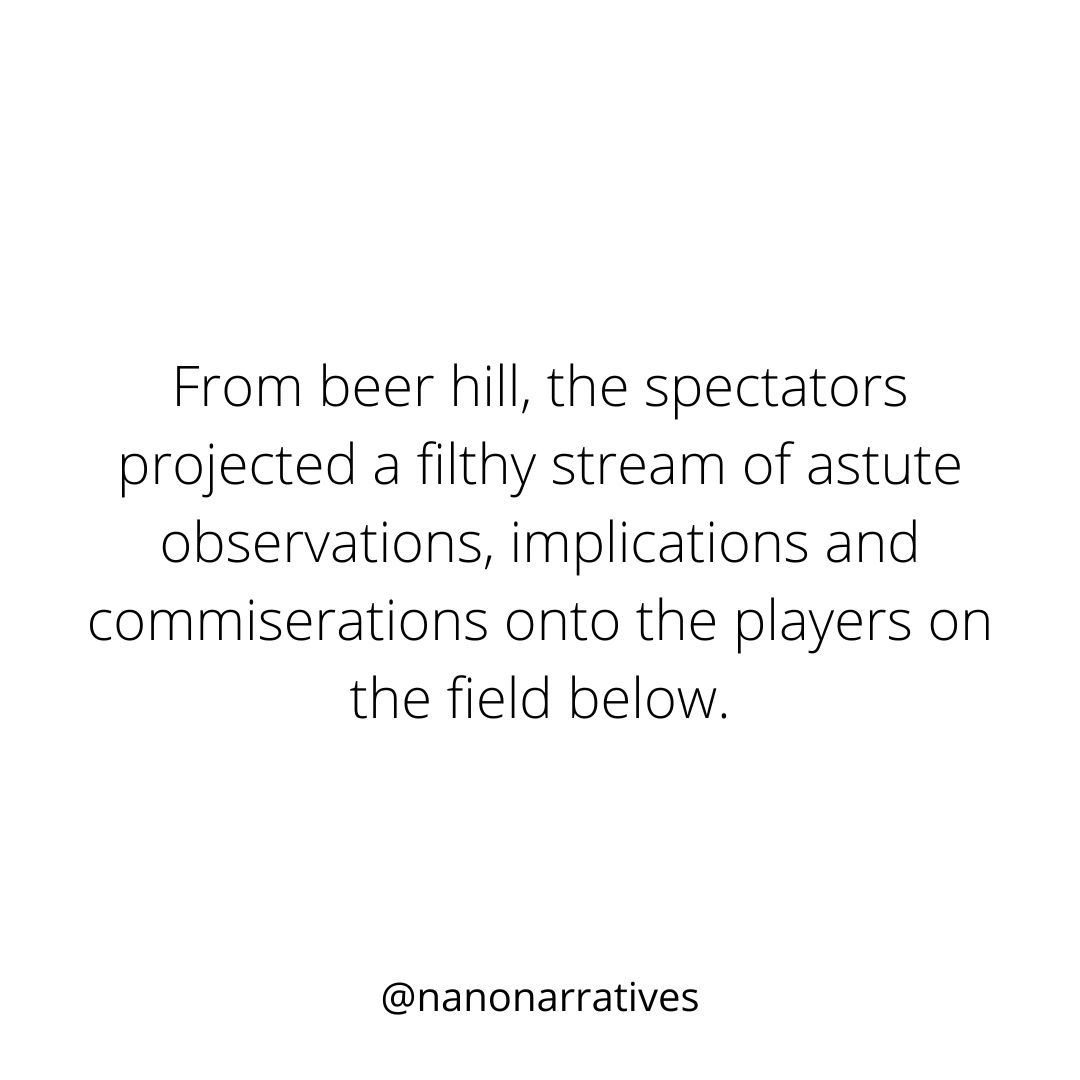 From beer hill, the spectators
projected a filthy stream of astute
observations, implications and
commiserations onto the players on
the field below.
@nanonarratives